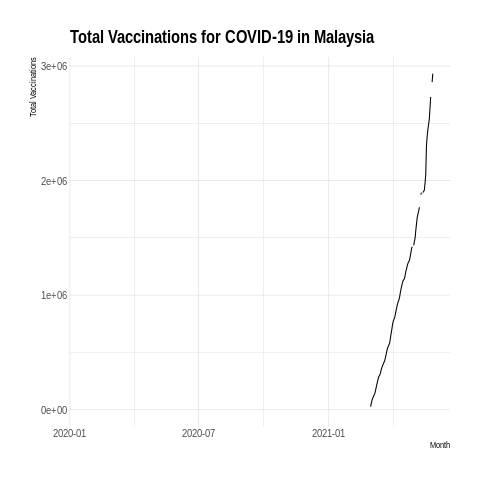 Total Vaccinations for COVID-19 in Malaysia
Total Vaccinations
3e+06
2e+06
1e+06
0e+00
2020-01 2020-07 2021-01
Month